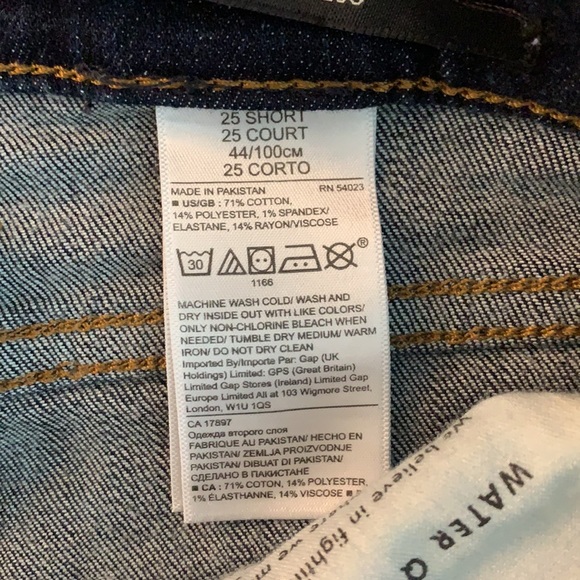 25 SHORT
25 COURT
44/100CM
25 CORTO
MADE IN PAKISTAN RN 54023
■ US/GB : 71% COTTON,
14% POLYESTER, 1% SPANDEX/
ELASTANE, 14% RAYON/VISCOSE
30
®
1166
MACHINE WASH COLD/ WASH AND
DRY INSIDE OUT WITH LIKE COLORS/
ONLY NON-CHLORINE BLEACH WHEN
NEEDED/ TUMBLE DRY MEDIUM/ WARM
IRON/ DO NOT DRY CLEAN
Imported By/Importe Par: Gap (UK
Holdings) Limited: GPS (Great Britain)
Limited Gap Stores (Ireland) Limited Gap
Europe Limited All at 103 Wigmore Street,
London, W1U 1QS
CA 17897
Одежда второго слоя
FABRIQUE AU PAKISTAN/ HECHO EN
PAKISTAN/ ZEMLJA PROIZVODNJE
PAKISTAN/ DIBUAT DI PAKISTAN/
СДЕЛАНО В ПАКИСТАНЕ
■ CA : 71% COTON, 14% POLYESTER,
1% ÉLASTHANNE, 14% VISCOSE ■
WATER
We believe in